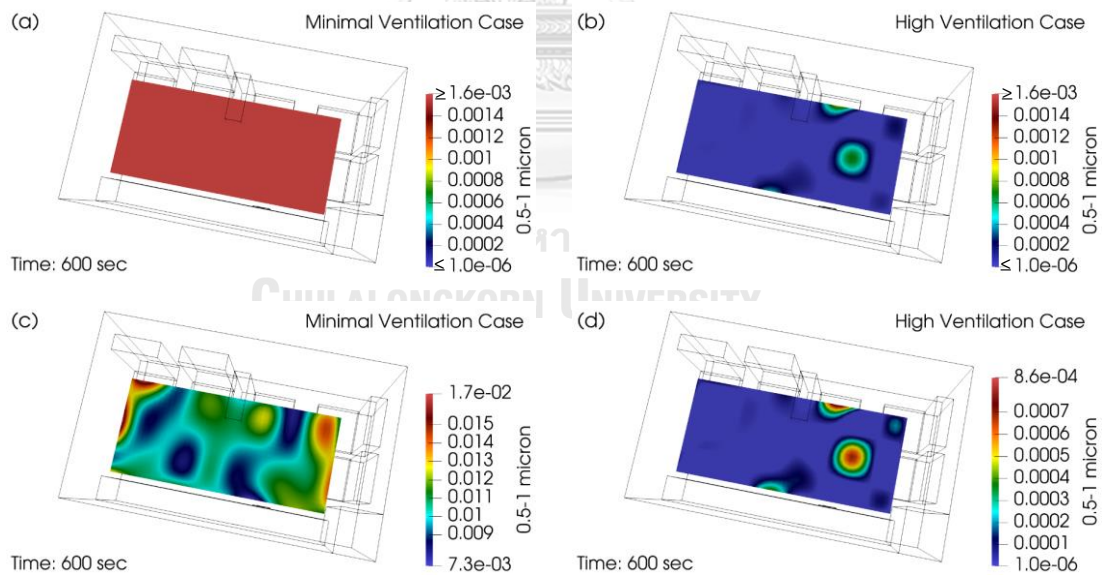 (a) Minimal Ventilation Case
≥ 1.6e-03
0.0014
0.0012
0.001
0.0008
0.0006
0.0004
0.0002
≤ 1.0e-06
0.5-1 micron
Time: 600 sec
(b) High Ventilation Case
≥ 1.6e-03
0.0014
0.0012
0.001
0.0008
0.0006
0.0004
0.0002
≤ 1.0e-06
0.5-1 micron
Time: 600 sec
CHULALONGKORN UNIVERSITY
(c) Minimal Ventilation Case
1.7e-02
0.015
0.014
0.013
0.012
0.011
0.01
0.009
7.3e-03
0.5-1 micron
Time: 600 sec
(d) High Ventilation Case
8.6e-04
0.0007
0.0006
0.0005
0.0004
0.0003
0.0002
0.0001
1.0e-06
0.5-1 micron
Time: 600 sec